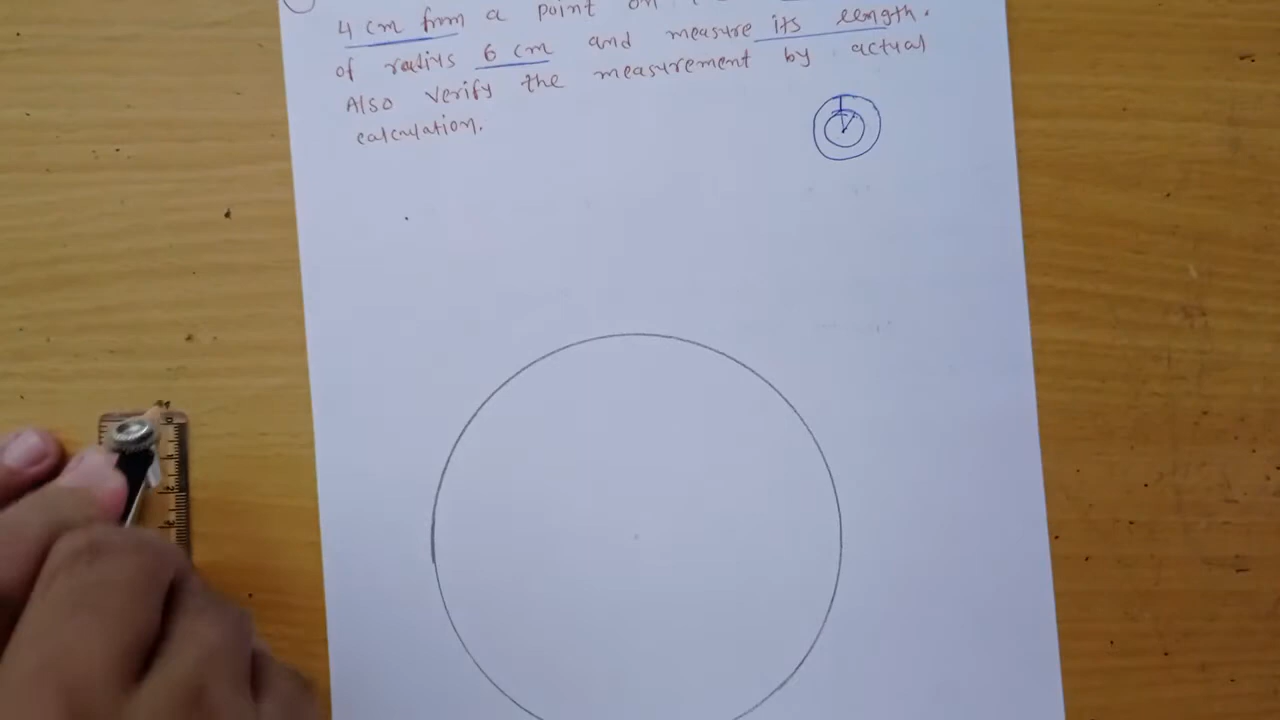 4 cm from a point on
of radius 6 cm and measure its length.
Also verify the measurement by actual
calculation.